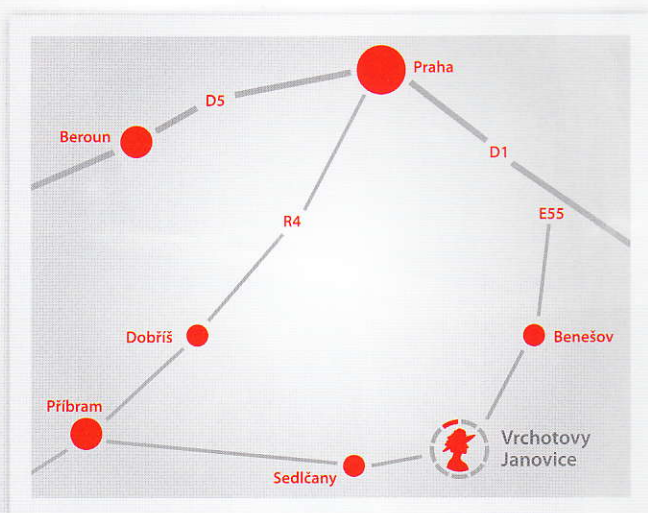 Praha
D5
Beroun
D1
E55
R4
Dobříš
Benešov
Příbram
Vrchotovy
Janovice
Sedlčany